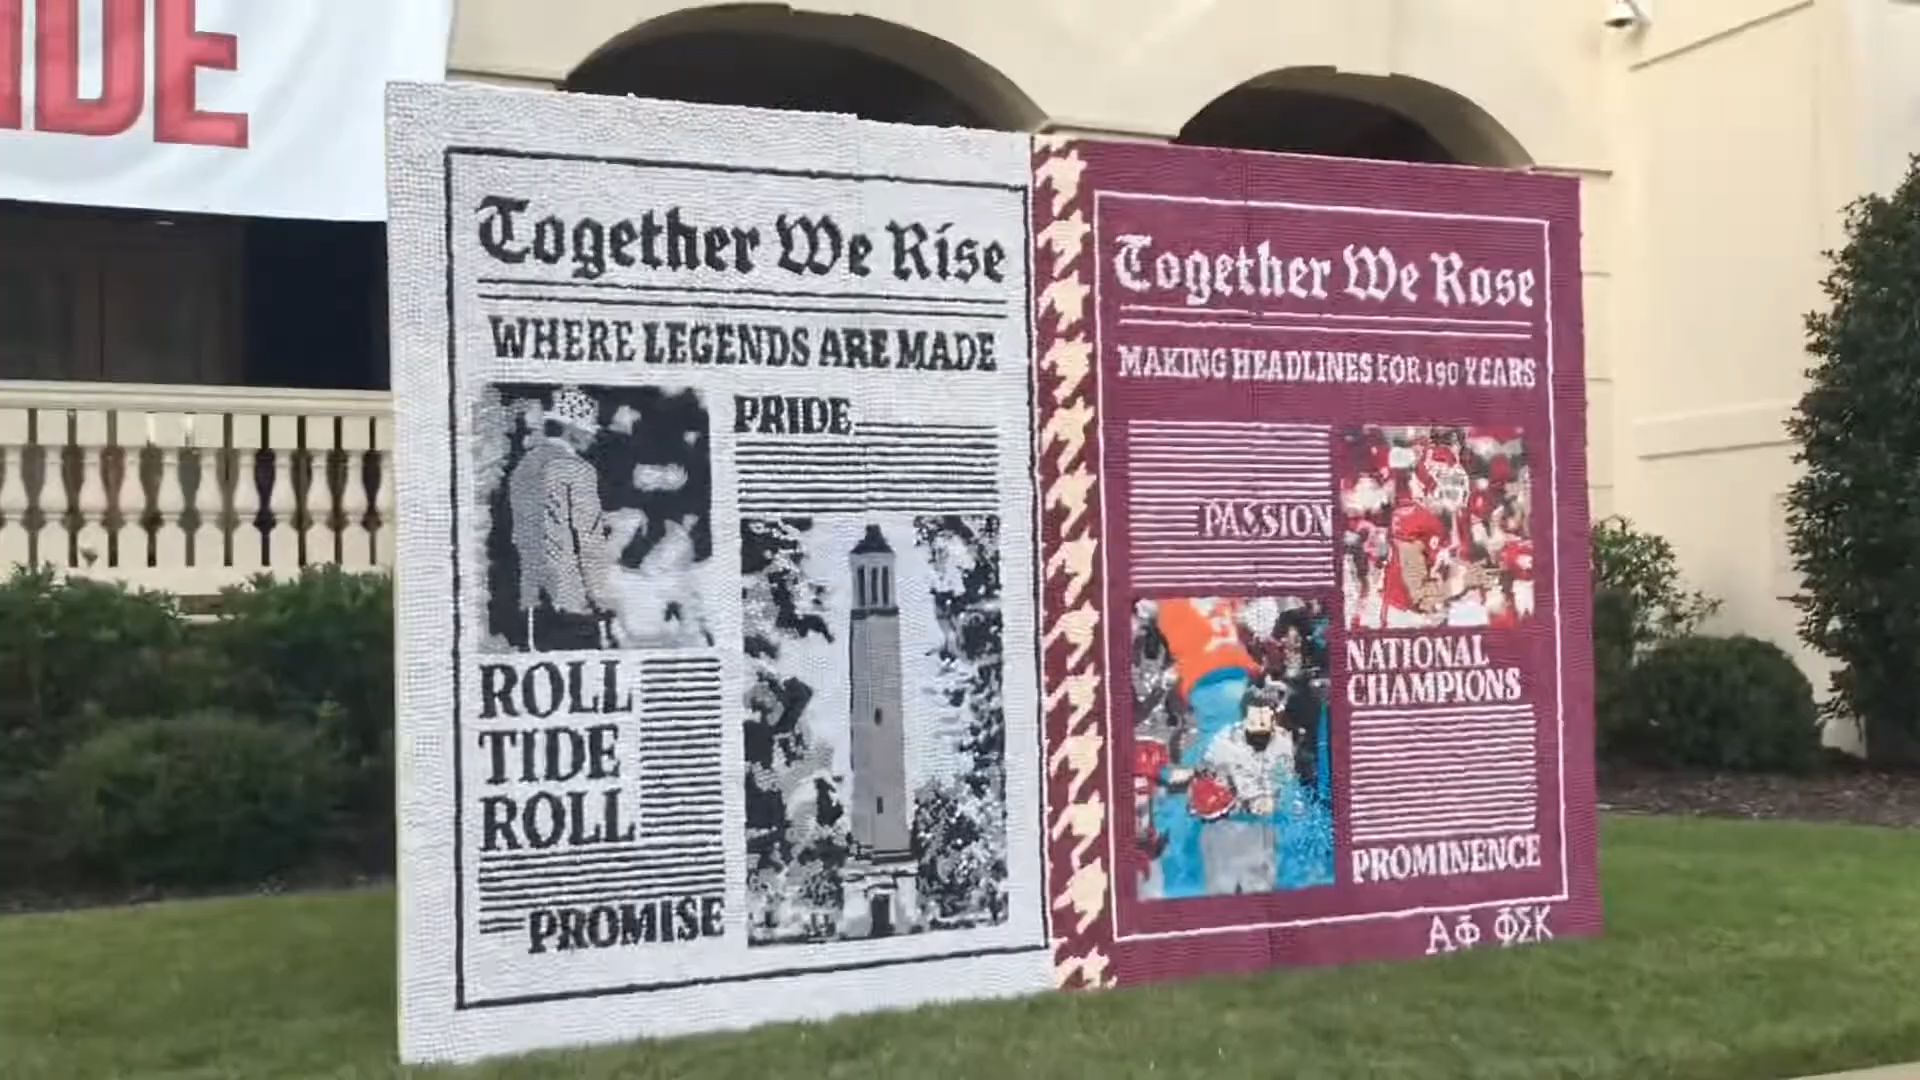 IDE
Together We Rise
WHERE LEGENDS ARE MADE
PRIDE
ROLL
TIDE
ROLL
PROMISE
Together We Rose
MAKING HEADLINES FOR 190 YEARS
PASSION
NATIONAL
CHAMPIONS
PROMINENCE
ΑΦ ΦΣΚ